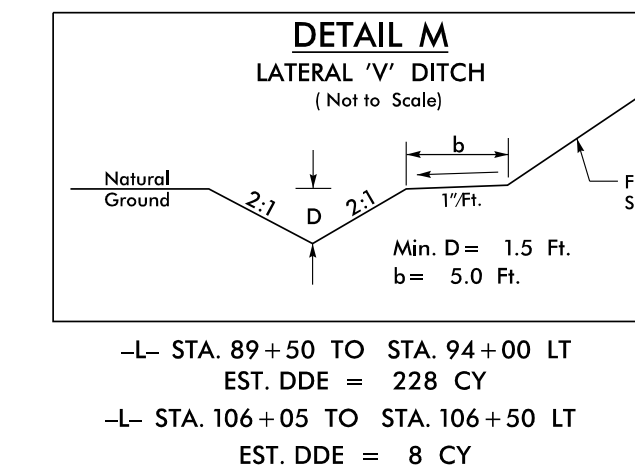 DETAIL M
LATERAL 'V' DITCH
( Not to Scale)
b
Natural
Ground
2:1
D
2:1
1"/Ft.
F
S
Min. D = 1.5 Ft.
b = 5.0 Ft.
-L- STA. 89+50 TO STA. 94+00 LT
EST. DDE = 228 CY
-L- STA. 106+05 TO STA. 106+50 LT
EST. DDE = 8 CY